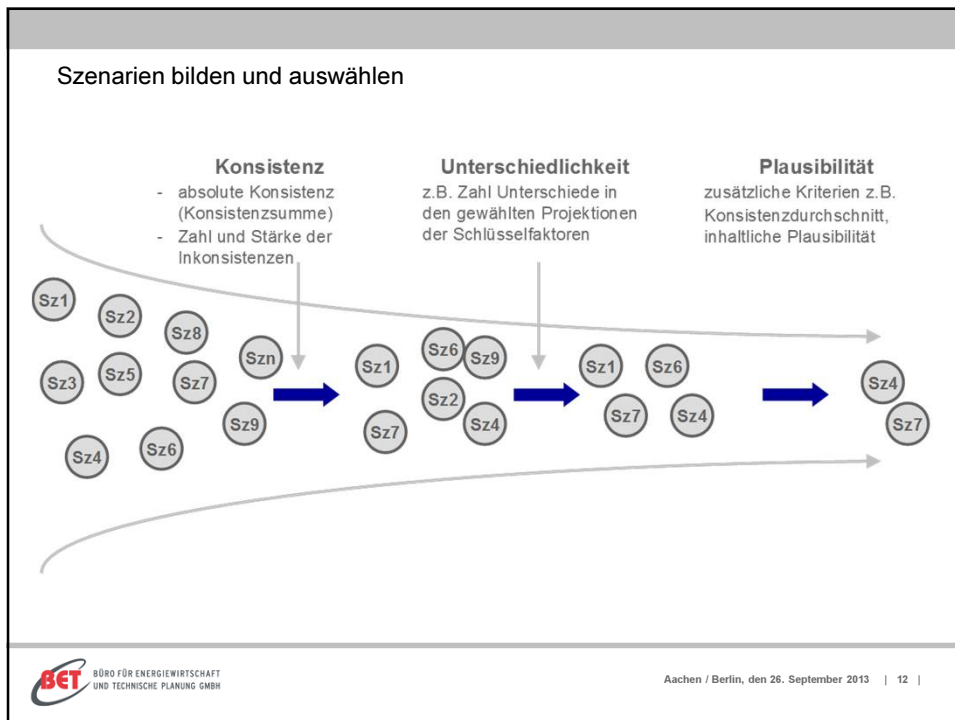 Szenarien bilden und auswählen
Konsistenz
- absolute Konsistenz
(Konsistenzsumme)
- Zahl und Stärke der
Inkonsistenzen
Unterschiedlichkeit
z.B. Zahl Unterschiede in
den gewählten Projektionen
der Schlüsselfaktoren
Plausibilität
zusätzliche Kriterien z.B.
Konsistenzdurchschnitt,
inhaltliche Plausibilität
Sz1
Sz2
Sz8
Szn
Sz3
Sz5
Sz7
Sz9
Sz4
Sz6
Sz1
Sz6
Sz9
Sz2
Sz7
Sz4
Sz1
Sz6
Sz7
Sz4
Sz4
Sz7
BET
BÜRO FÜR ENERGIEWIRTSCHAFT
UND TECHNISCHE PLANUNG GMBH
Aachen / Berlin, den 26. September 2013 | 12 |